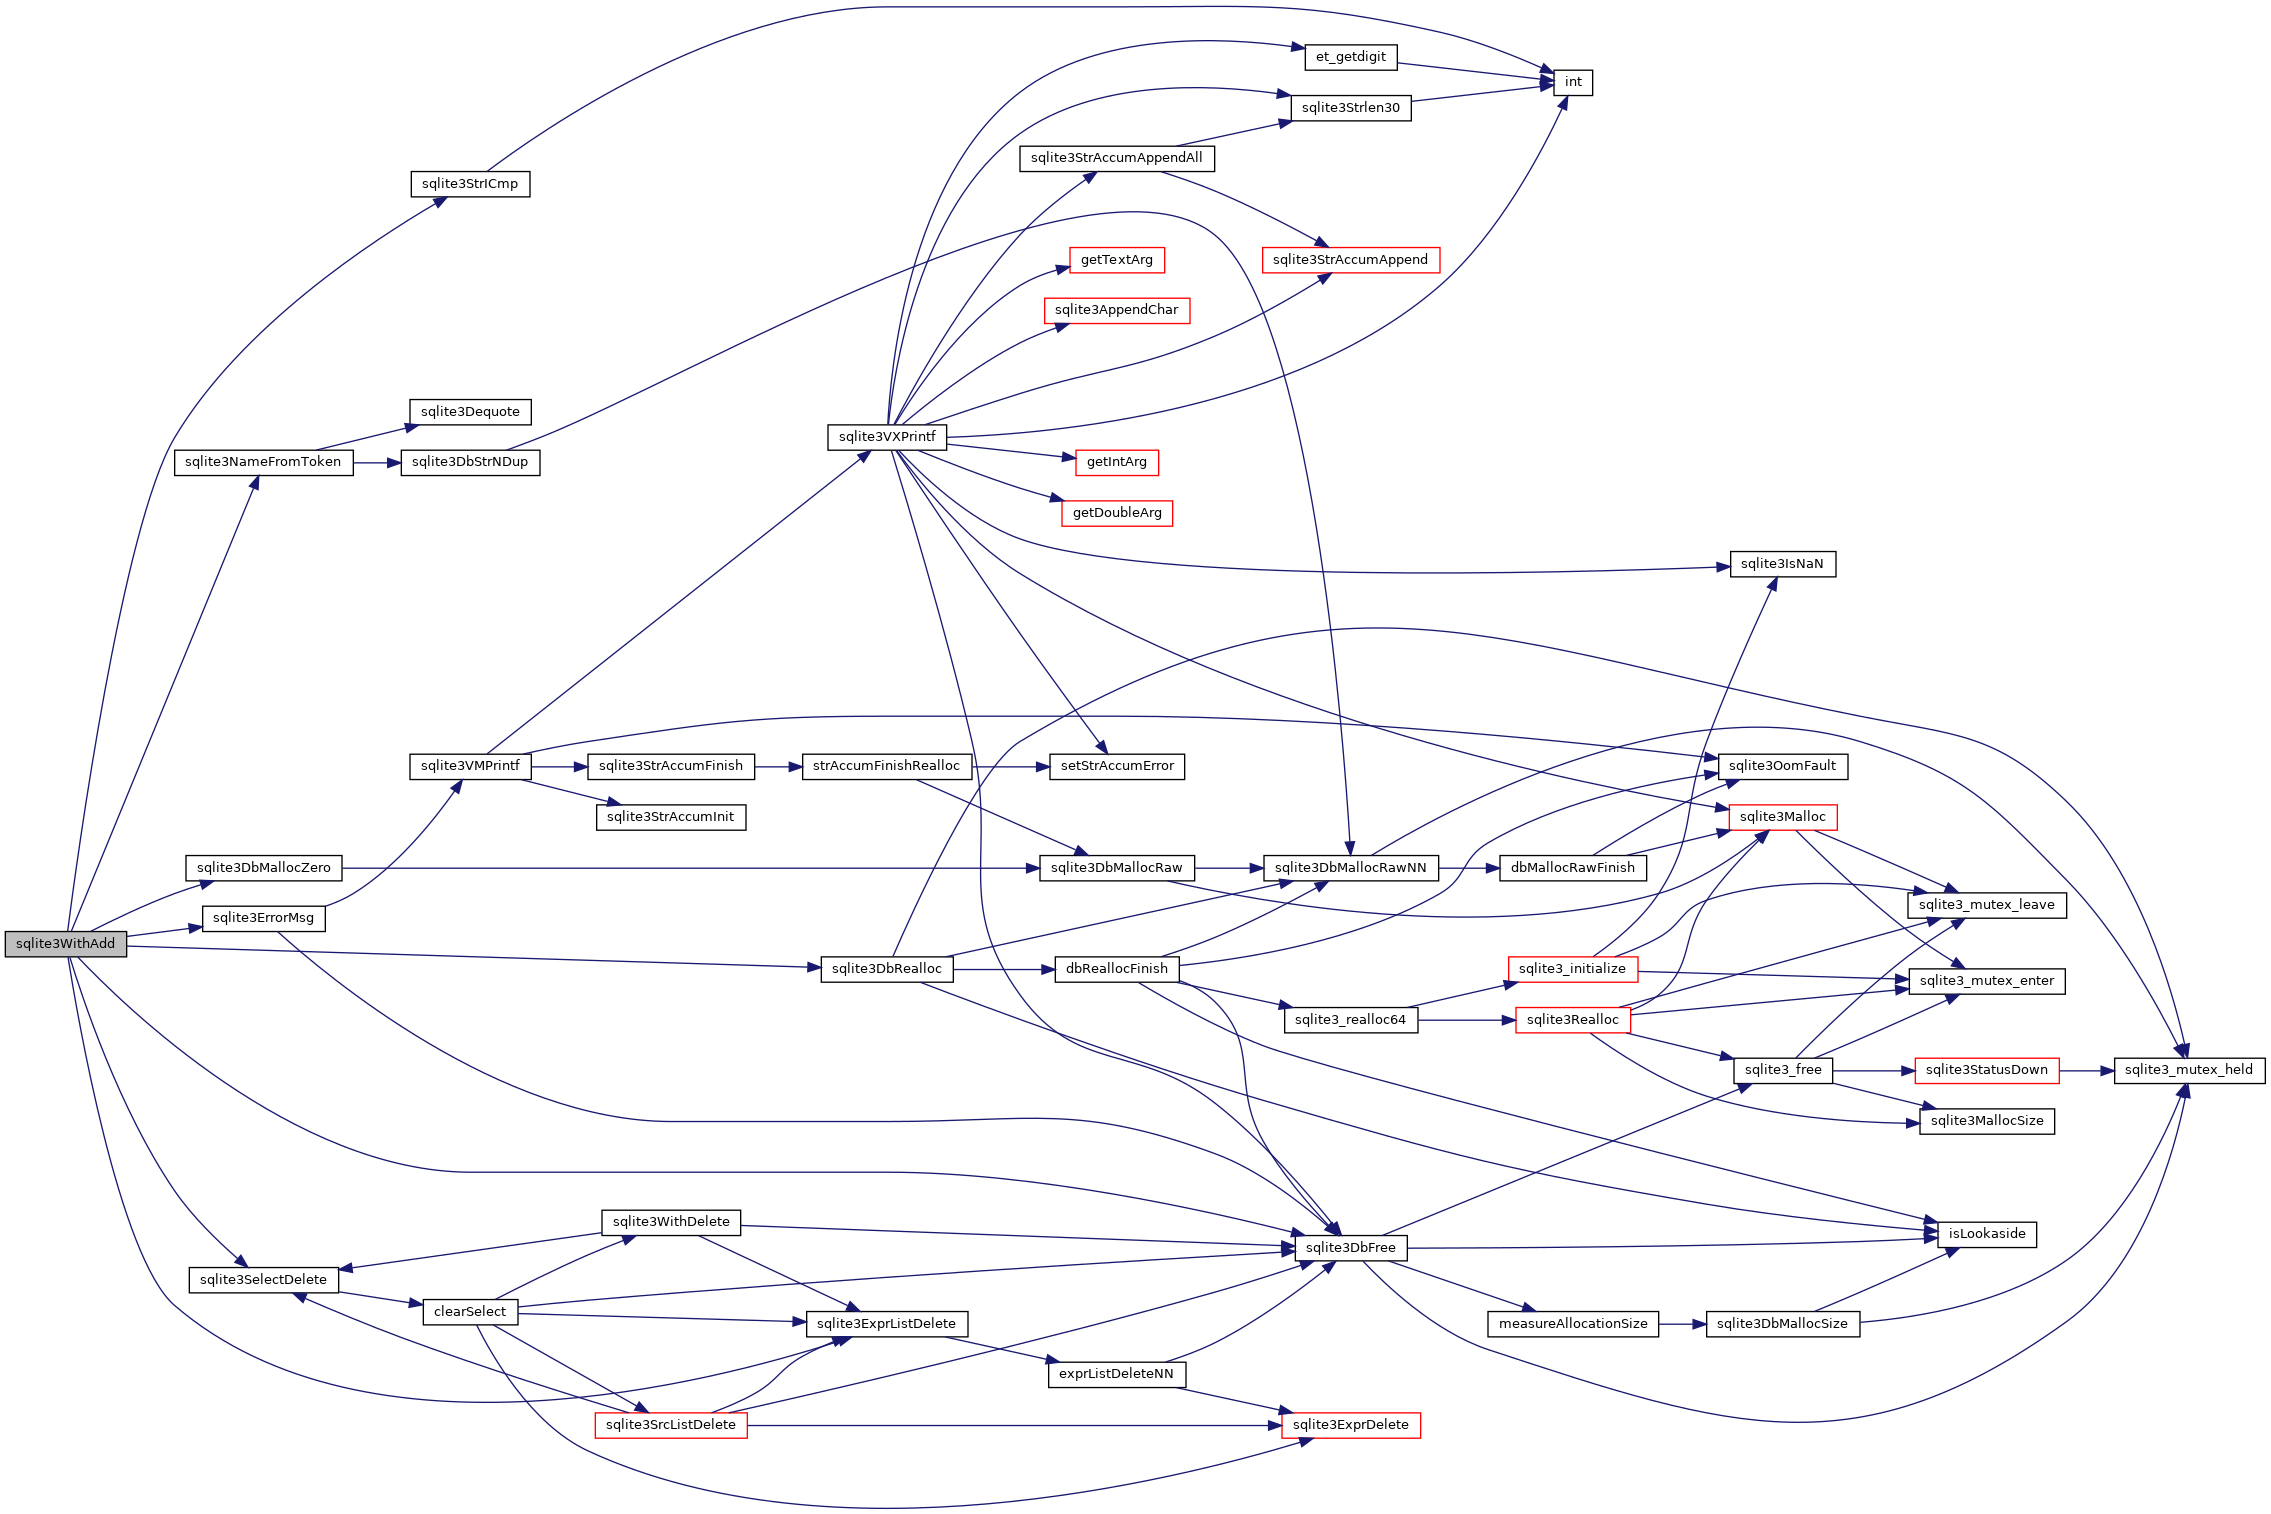 et_getdigit
int
sqlite3Strlen30
sqlite3StrAccumAppendAll
sqlite3StrICmp
getTextArg
sqlite3StrAccumAppend
sqlite3AppendChar
sqlite3Dequote
sqlite3VXPrintf
sqlite3NameFromToken
sqlite3DbStrNDup
getIntArg
getDoubleArg
sqlite3IsNaN
sqlite3VMPrintf
sqlite3StrAccumFinish
strAccumFinishRealloc
setStrAccumError
sqlite3OomFault
sqlite3StrAccumInit
sqlite3Malloc
sqlite3DbMallocZero
sqlite3DbMallocRaw
sqlite3DbMallocRawNN
dbMallocRawFinish
sqlite3_mutex_leave
sqlite3ErrorMsg
sqlite3WithAdd
sqlite3DbRealloc
dbReallocFinish
sqlite3_initialize
sqlite3_mutex_enter
sqlite3_realloc64
sqlite3Realloc
sqlite3_free
sqlite3StatusDown
sqlite3_mutex_held
sqlite3MallocSize
sqlite3WithDelete
isLookaside
sqlite3DbFree
sqlite3SelectDelete
clearSelect
sqlite3ExprListDelete
measureAllocationSize
sqlite3DbMallocSize
exprListDeleteNN
sqlite3SrcListDelete
sqlite3ExprDelete